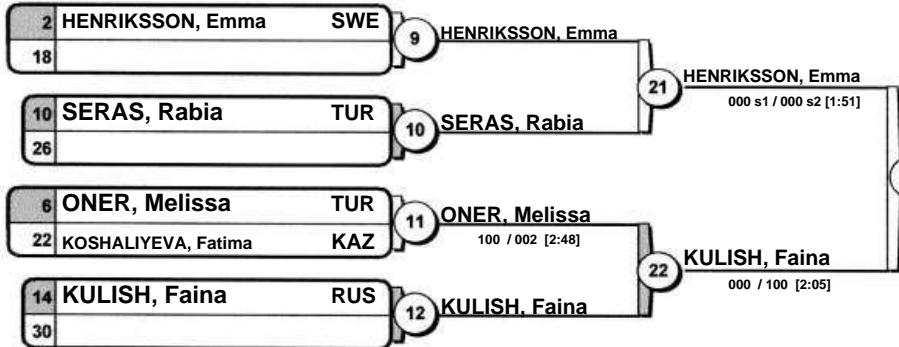 2 HENRIKSSON, Emma SWE
18
9
HENRIKSSON, Emma
21
HENRIKSSON, Emma
000 s1 / 000 s2 [1:51]
10 SERAS, Rabia TUR
26
10
SERAS, Rabia
6 ONER, Melissa TUR
22 KOSHALIYEVA, Fatima KAZ
11
ONER, Melissa
100 / 002 [2:48]
22
KULISH, Faina
000 / 100 [2:05]
14 KULISH, Faina RUS
30
12
KULISH, Faina